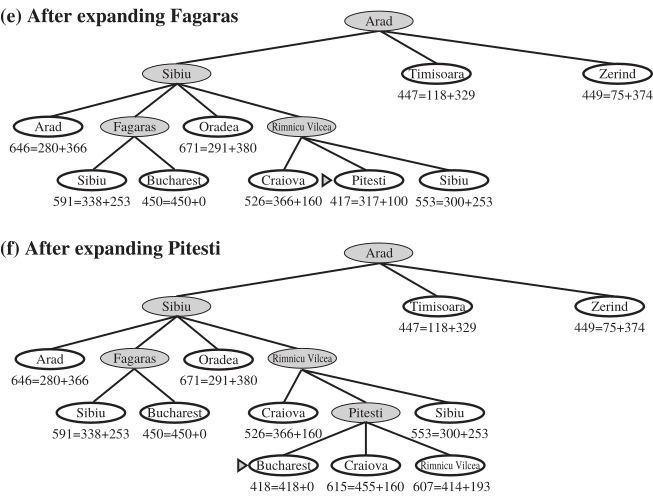 (e) After expanding Fagaras
Arad
Sibiu Timisoara Zerind
447=118+329 449=75+374
Arad Fagaras Oradea Rimnicu Vilcea
646=280+366 671=291+380
Sibiu Bucharest Craiova Pitesti Sibiu
591=338+253 450=450+0 526=366+160 417=317+100 553=300+253
(f) After expanding Pitesti
Arad
Sibiu Timisoara Zerind
447=118+329 449=75+374
Arad Fagaras Oradea Rimnicu Vilcea
646=280+366 671=291+380
Sibiu Bucharest Craiova Pitesti Sibiu
591=338+253 450=450+0 526=366+160 553=300+253
Bucharest Craiova Rimnicu Vilcea
418=418+0 615=455+160 607=414+193